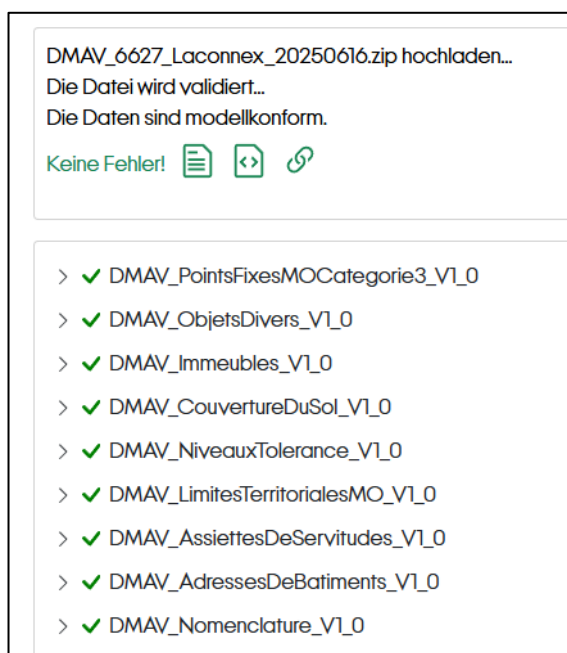 DMAV_6627_Laconnex_20250616.zip hochladen...
Die Datei wird validiert...
Die Daten sind modellkonform.
Keine Fehler!
DMAV_PointsFixesMOCategorie3_V1_0
DMAV_ObjetsDivers_V1_0
DMAV_Immeubles_V1_0
DMAV_CouvertureDuSol_V1_0
DMAV_NiveauxTolerance_V1_0
DMAV_LimitesTerritorialesMO_V1_0
DMAV_AssiettesDeServitudes_V1_0
DMAV_AdressesDeBatiments_V1_0
DMAV_Nomenclature_V1_0